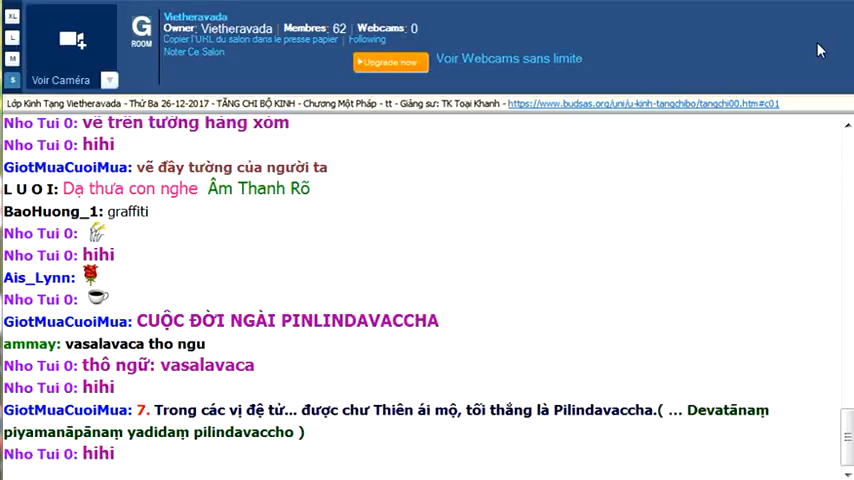 XL
L
M
S
Voir Caméra
G
ROOM
Vietheravada
Owner: Vietheravada Membres: 62 Webcams: 0
Copier l'URL du salon dans le presse papier | Following
Noter Ce Salon
Upgrade now
Voir Webcams sans limite
Lớp Kinh Tạng Vietheravada - Thứ Ba 26-12-2017 - TĂNG CHI BỘ KINH - Chương Một Pháp - tt - Giảng sư: TK Toại Khanh - https://www.budsas.org/uni/u-kinh-tangchibo/tangchi00.htm#c01
Nho Tui 0: vẽ trên tường hàng xóm
Nho Tui 0: hihi
GiotMuaCuoiMua: vẽ đầy tường của người ta
L U O I: Dạ thưa con nghe Âm Thanh Rõ
BaoHuong_1: graffiti
Nho Tui 0:
Nho Tui 0: hihi
Ais_Lynn:
Nho Tui 0:
GiotMuaCuoiMua: CUỘC ĐỜI NGÀI PINLINDAVACCHA
ammay: vasalavaca tho ngu
Nho Tui 0: thô ngữ: vasalavaca
Nho Tui 0: hihi
GiotMuaCuoiMua: 7. Trong các vị đệ tử... được chư Thiên ái mộ, tối thắng là Pilindavaccha.( ... Devatānaṃ
piyamanāpānaṃ yadidaṃ pilindavaccho )
Nho Tui 0: hihi